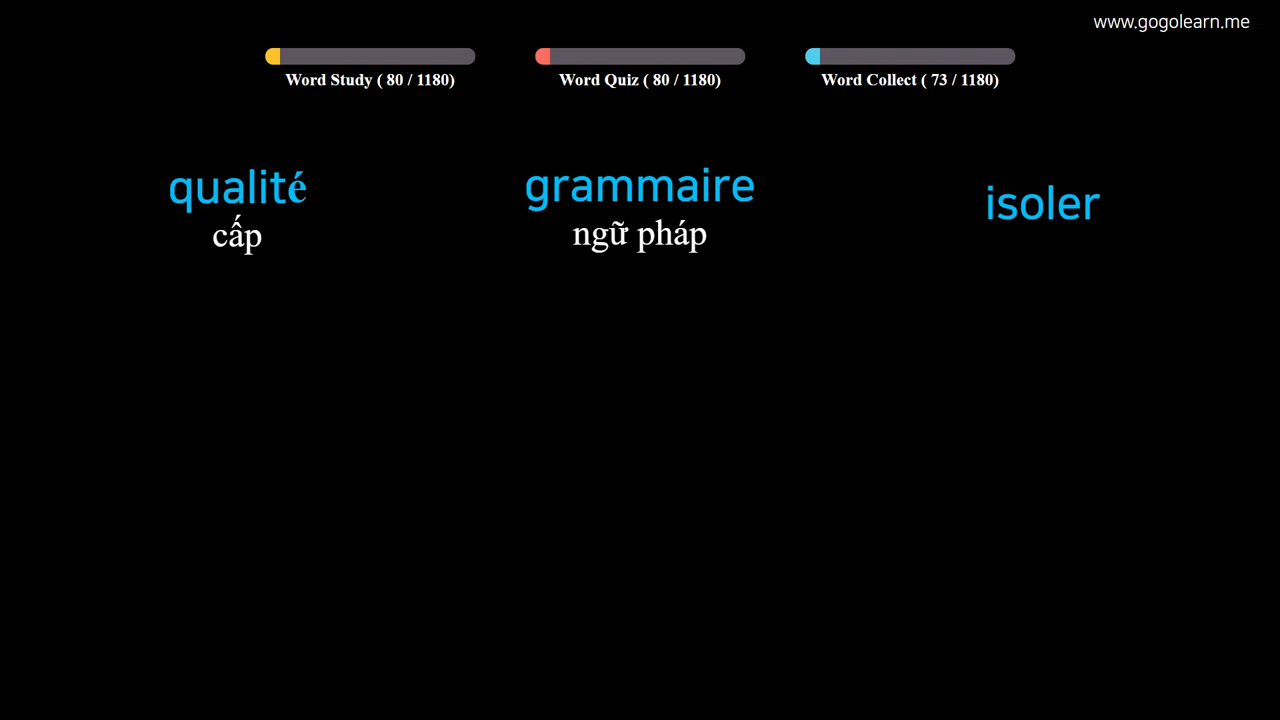 www.gogolearn.me
Word Study ( 80 / 1180)
Word Quiz ( 80 / 1180)
Word Collect ( 73 / 1180)
qualité
cấp
grammaire
ngữ pháp
isoler